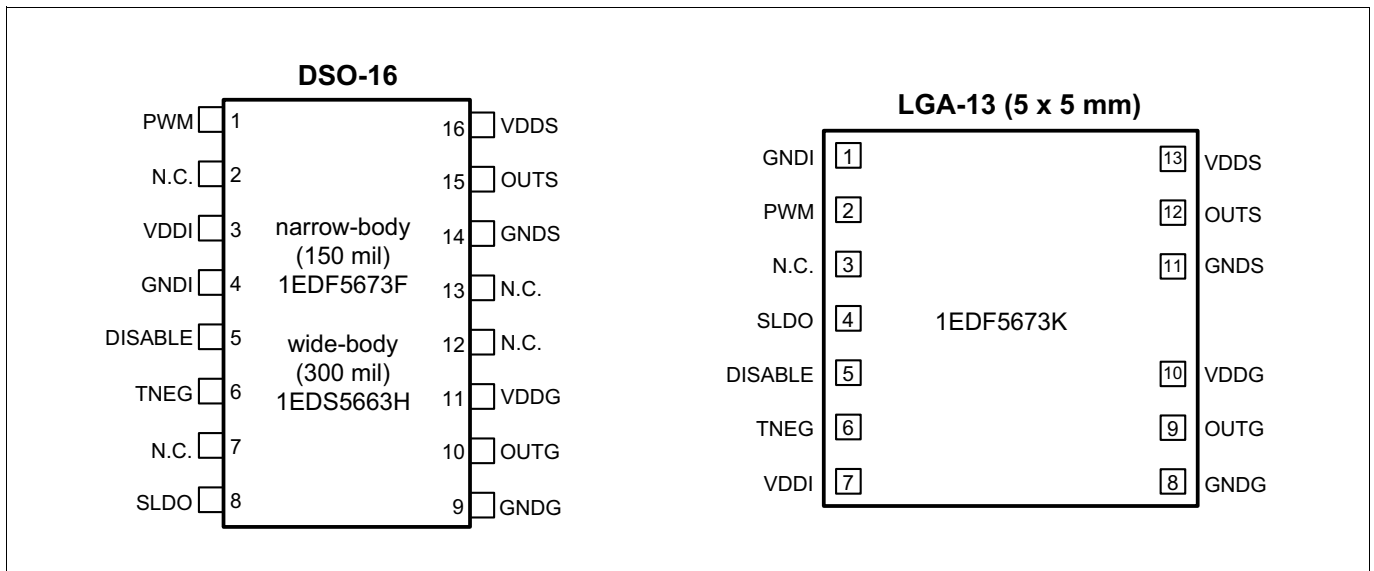 DSO-16
PWM 1
N.C. 2
VDDI 3
GNDI 4
DISABLE 5
TNEG 6
N.C. 7
SLDO 8
narrow-body
(150 mil)
1EDF5673F
wide-body
(300 mil)
1EDS5663H
16 VDDS
15 OUTS
14 GNDS
13 N.C.
12 N.C.
11 VDDG
10 OUTG
9 GNDG
LGA-13 (5 x 5 mm)
GNDI 1
PWM 2
N.C. 3
SLDO 4
DISABLE 5
TNEG 6
VDDI 7
1EDF5673K
13 VDDS
12 OUTS
11 GNDS
10 VDDG
9 OUTG
8 GNDG